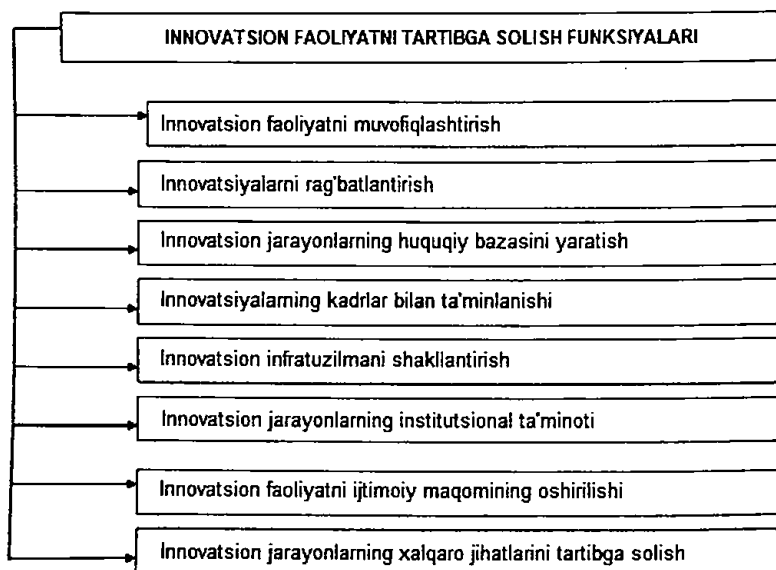 INNOVATSION FAOLIYATNI TARTIBGA SOLISH FUNKSIYALARI
Innovatsion faoliyatni muvofiqlashtirish
Innovatsiyalarni rag'batlantirish
Innovatsion jarayonlarning huquqiy bazasini yaratish
Innovatsiyalarning kadrlar bilan ta'minlanishi
Innovatsion infratuzilmani shakllantirish
Innovatsion jarayonlarning institutsional ta'minoti
Innovatsion faoliyatni ijtimoiy maqomining oshirilishi
Innovatsion jarayonlarning xalqaro jihatlarini tartibga solish